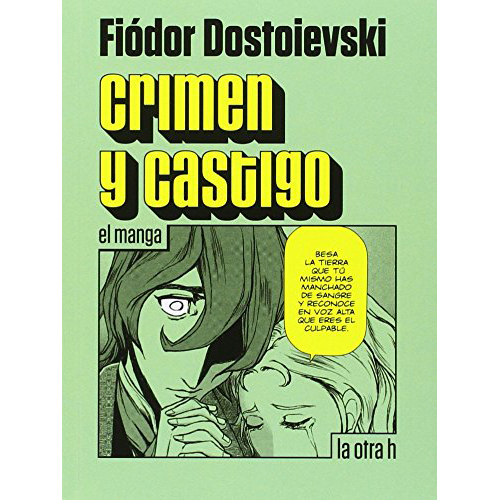 Fiódor Dostoievski
crimen
y castigo
el manga
BESA
LA TIERRA
QUE TÚ
MISMO HAS
MANCHADO
DE SANGRE
Y RECONOCE
EN VOZ ALTA
QUE ERES EL
CULPABLE.
la otra h